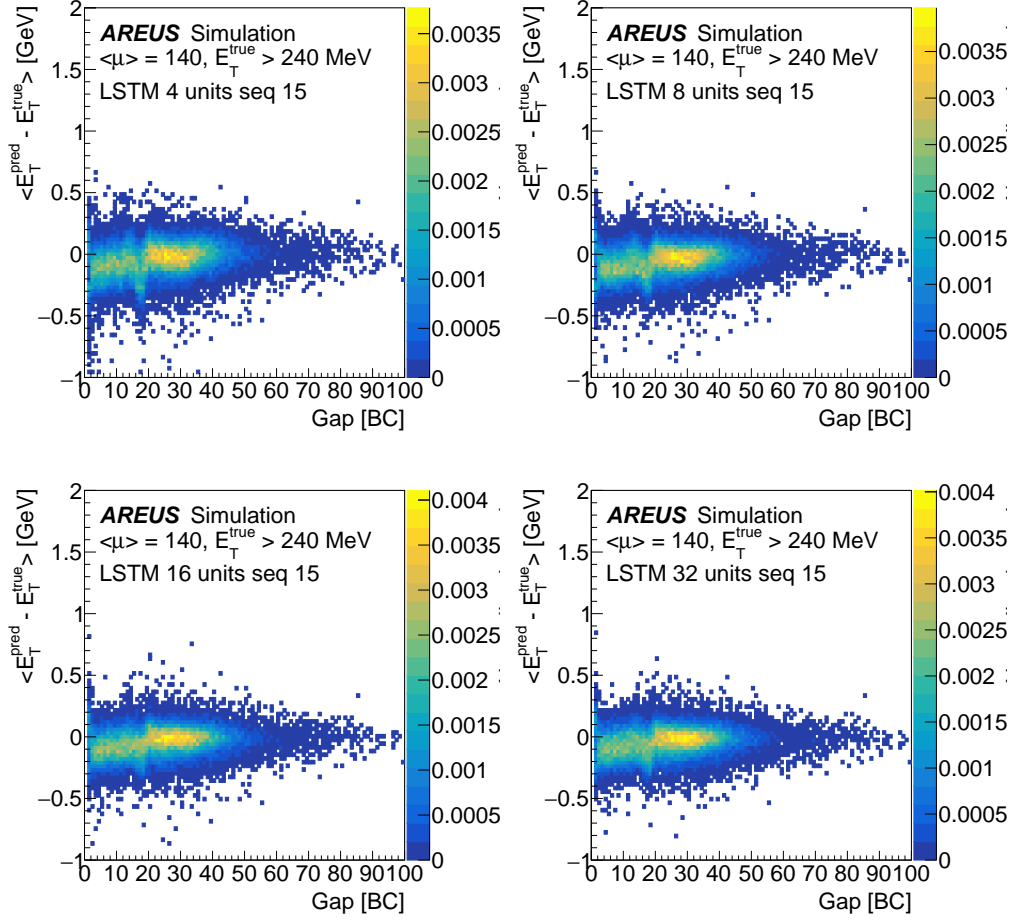 AREUS Simulation
<μ> = 140, E_T^true > 240 MeV
LSTM 4 units seq 15
<E_T^pred - E_T^true> [GeV]
2
1.5
1
0.5
0
−0.5
−1
0 10 20 30 40 50 60 70 80 90 100
Gap [BC]
0.0035
0.003
0.0025
0.002
0.0015
0.001
0.0005
0
AREUS Simulation
<μ> = 140, E_T^true > 240 MeV
LSTM 8 units seq 15
<E_T^pred - E_T^true> [GeV]
2
1.5
1
0.5
0
−0.5
−1
0 10 20 30 40 50 60 70 80 90 100
Gap [BC]
0.0035
0.003
0.0025
0.002
0.0015
0.001
0.0005
0
AREUS Simulation
<μ> = 140, E_T^true > 240 MeV
LSTM 16 units seq 15
<E_T^pred - E_T^true> [GeV]
2
1.5
1
0.5
0
−0.5
−1
0 10 20 30 40 50 60 70 80 90 100
Gap [BC]
0.004
0.0035
0.003
0.0025
0.002
0.0015
0.001
0.0005
0
AREUS Simulation
<μ> = 140, E_T^true > 240 MeV
LSTM 32 units seq 15
<E_T^pred - E_T^true> [GeV]
2
1.5
1
0.5
0
−0.5
−1
0 10 20 30 40 50 60 70 80 90 100
Gap [BC]
0.004
0.0035
0.003
0.0025
0.002
0.0015
0.001
0.0005
0